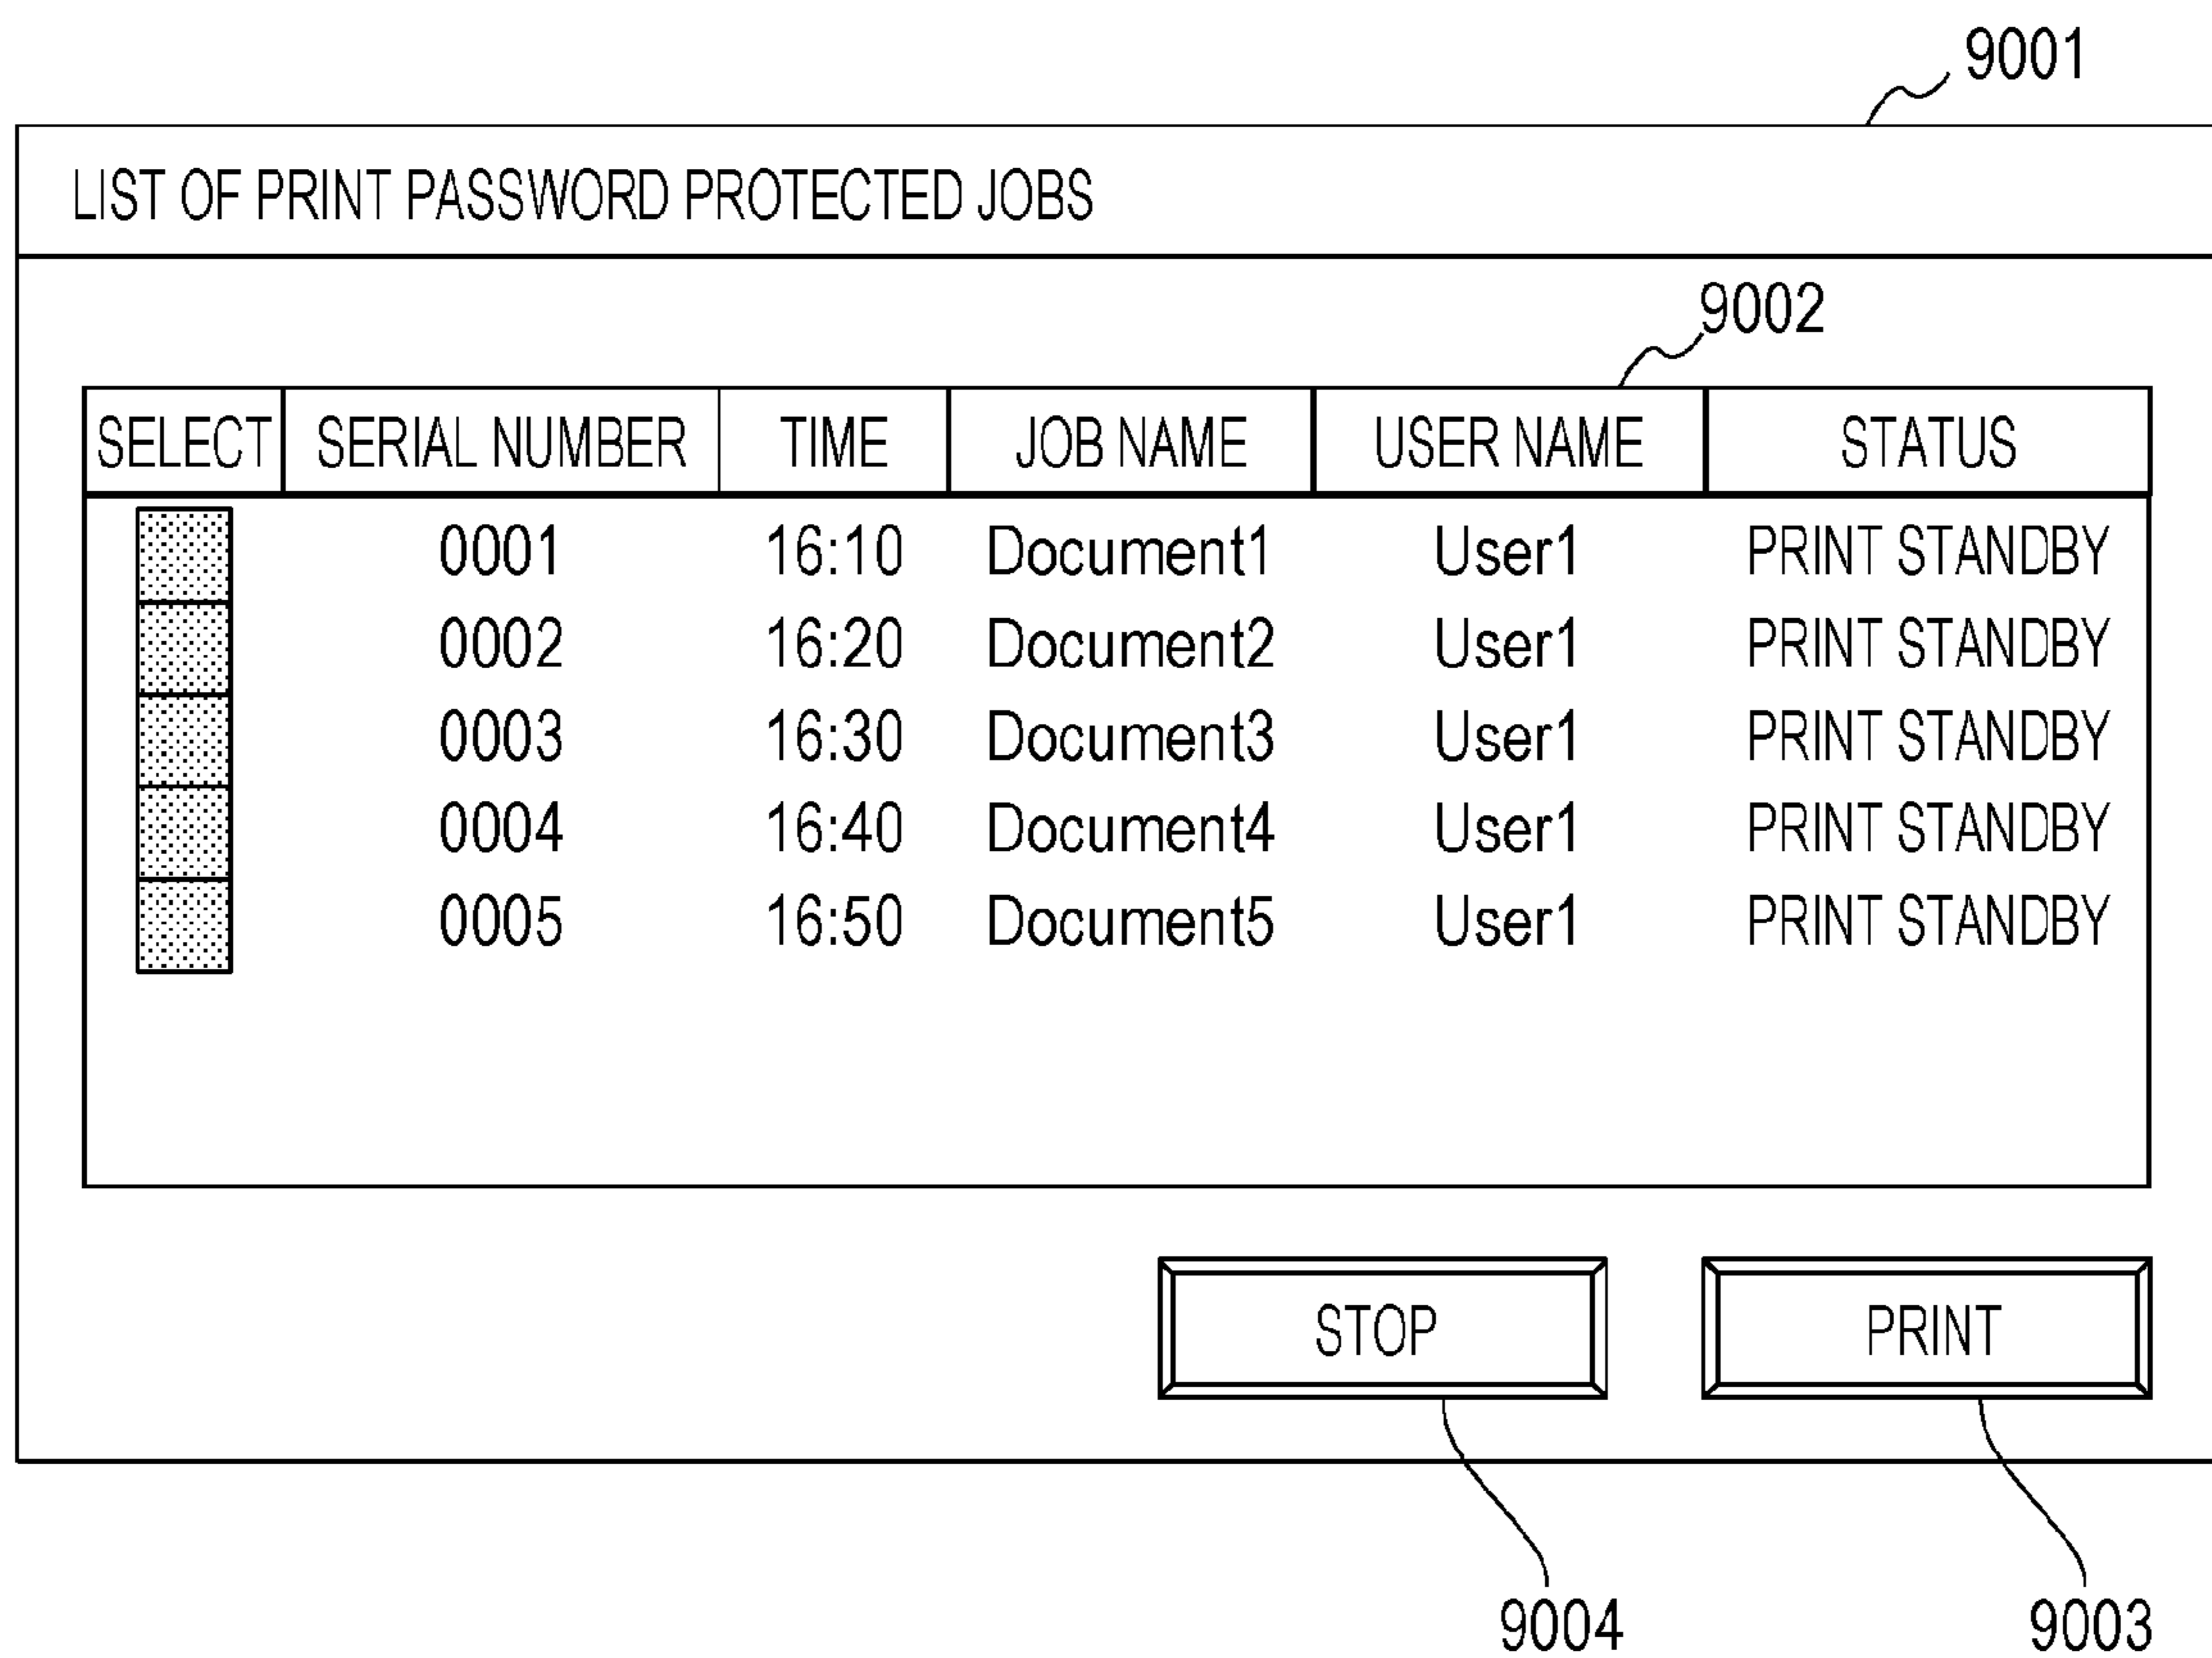 9001
LIST OF PRINT PASSWORD PROTECTED JOBS
9002
SELECT SERIAL NUMBER TIME JOB NAME USER NAME STATUS
0001 16:10 Document1 User1 PRINT STANDBY
0002 16:20 Document2 User1 PRINT STANDBY
0003 16:30 Document3 User1 PRINT STANDBY
0004 16:40 Document4 User1 PRINT STANDBY
0005 16:50 Document5 User1 PRINT STANDBY
STOP PRINT
9004 9003